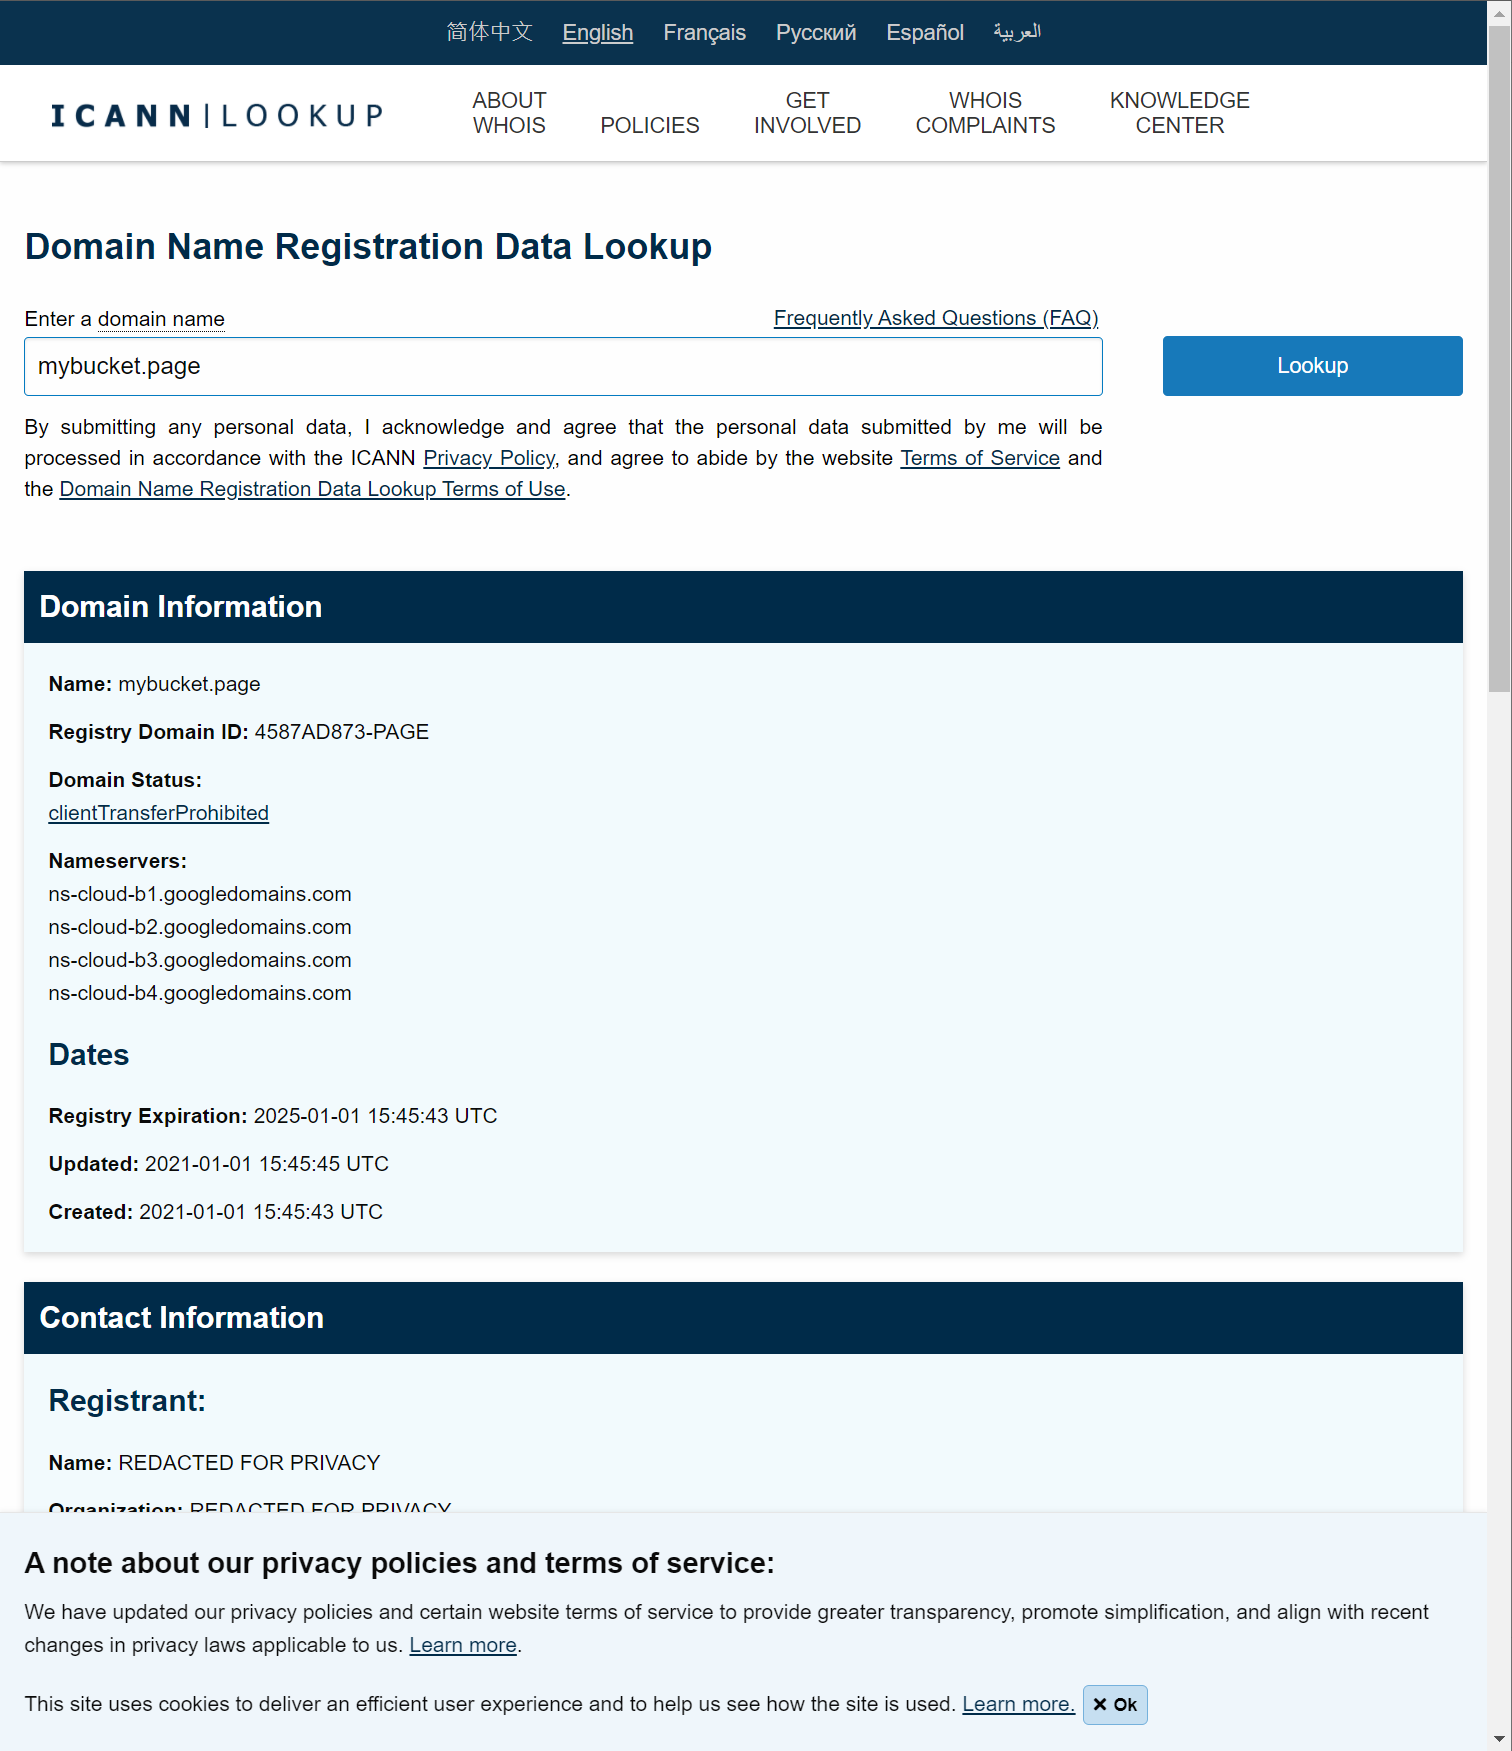 简体中文 English Français Русский Español العربية
ICANN|LOOKUP
ABOUT
WHOIS
POLICIES
GET
INVOLVED
WHOIS
COMPLAINTS
KNOWLEDGE
CENTER
Domain Name Registration Data Lookup
Enter a domain name
Frequently Asked Questions (FAQ)
mybucket.page
Lookup
By submitting any personal data, I acknowledge and agree that the personal data submitted by me will be
processed in accordance with the ICANN Privacy Policy, and agree to abide by the website Terms of Service and
the Domain Name Registration Data Lookup Terms of Use.
Domain Information
Name: mybucket.page
Registry Domain ID: 4587AD873-PAGE
Domain Status:
clientTransferProhibited
Nameservers:
ns-cloud-b1.googledomains.com
ns-cloud-b2.googledomains.com
ns-cloud-b3.googledomains.com
ns-cloud-b4.googledomains.com
Dates
Registry Expiration: 2025-01-01 15:45:43 UTC
Updated: 2021-01-01 15:45:45 UTC
Created: 2021-01-01 15:45:43 UTC
Contact Information
Registrant:
Name: REDACTED FOR PRIVACY
Organization: REDACTED FOR PRIVACY
A note about our privacy policies and terms of service:
We have updated our privacy policies and certain website terms of service to provide greater transparency, promote simplification, and align with recent
changes in privacy laws applicable to us. Learn more.
This site uses cookies to deliver an efficient user experience and to help us see how the site is used. Learn more. × Ok